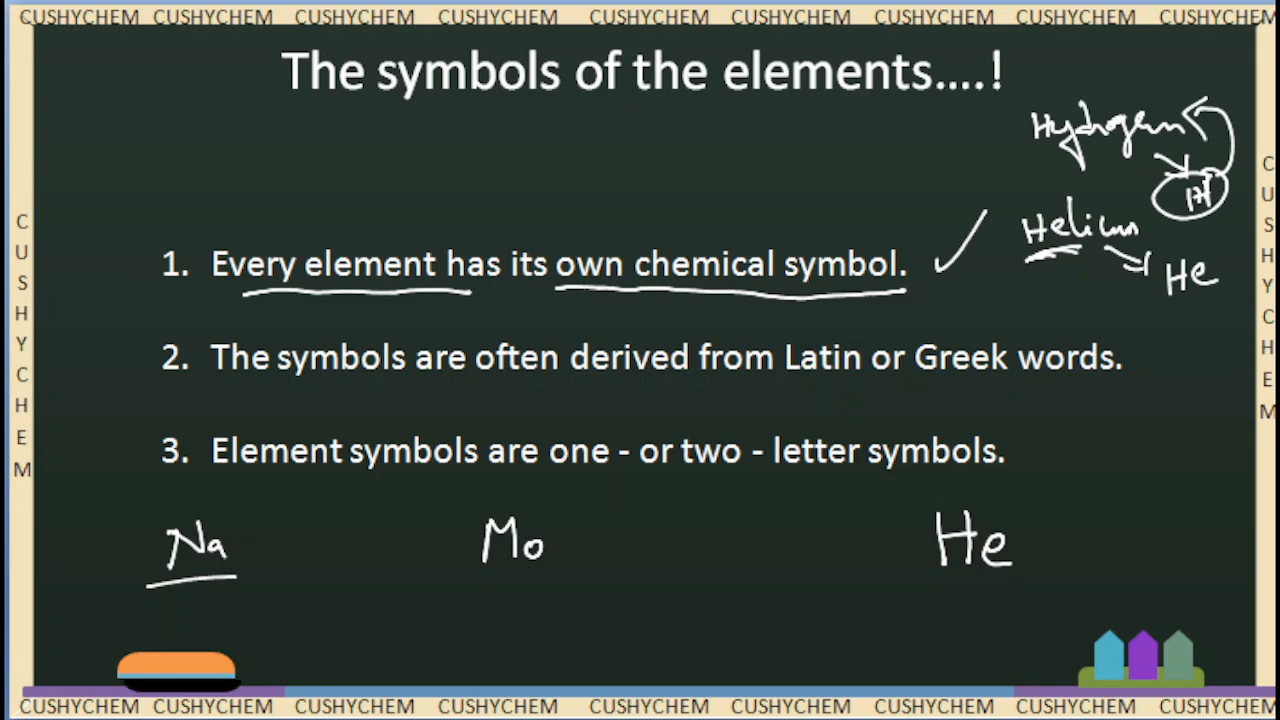 CUSHYCHEM CUSHYCHEM CUSHYCHEM CUSHYCHEM CUSHYCHEM CUSHYCHEM CUSHYCHEM CUSHYCHEM CUSHYCHEM
The symbols of the elements....!
Hydrogen
H
Helium
He
1. Every element has its own chemical symbol.
2. The symbols are often derived from Latin or Greek words.
3. Element symbols are one - or two - letter symbols.
Na Mo He
CUSHYCHEM
CUSHYCHEM
CUSHYCHEM CUSHYCHEM CUSHYCHEM CUSHYCHEM CUSHYCHEM CUSHYCHEM CUSHYCHEM CUSHYCHEM CUSHYCHEM